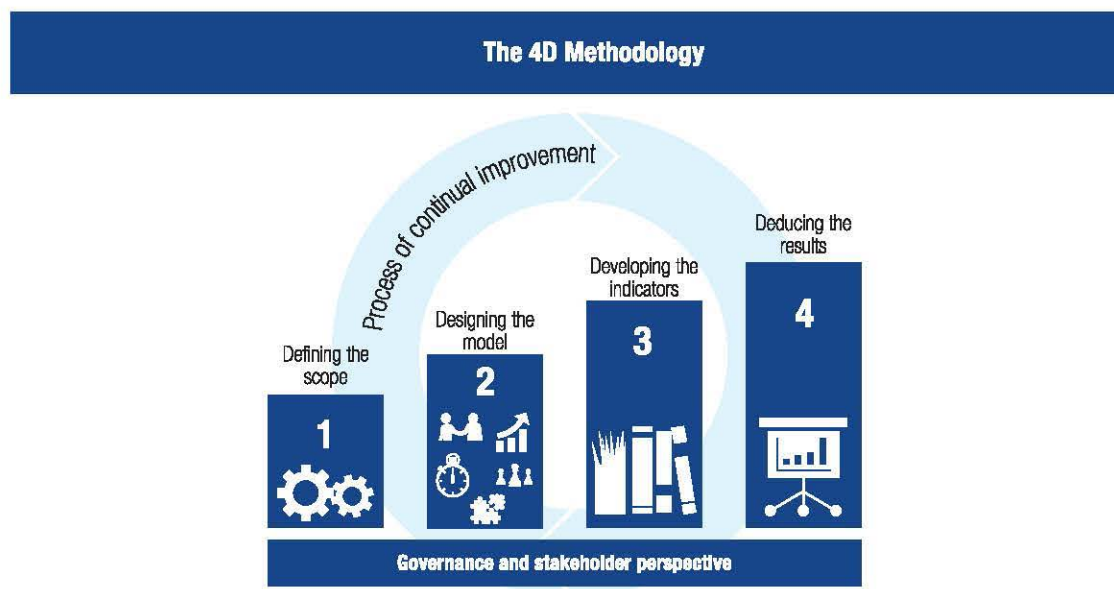 The 4D Methodology
Process of continual improvement
Defining the
scope
1
Designing the
model
2
Developing the
indicators
3
Deducing the
results
4
Governance and stakeholder perspective